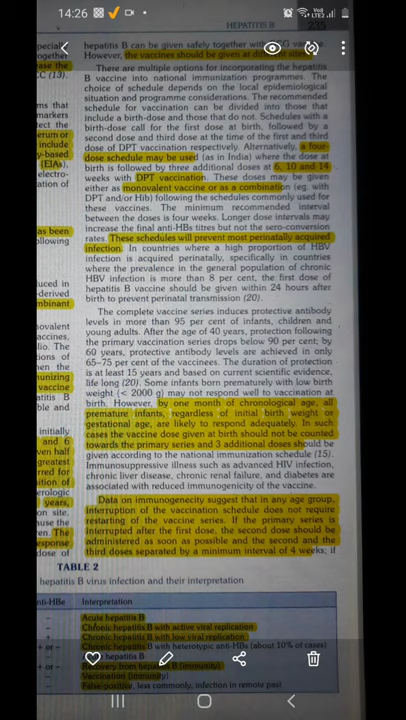 14:26
LTE2
HEPATITIS B
235
hepatitis B can be given safely together with
However, the vaccines should be given at different
There are multiple options for incorporating the hepatitis
B vaccine into national immunization programmes. The
choice of schedule depends on the local epidemiological
situation and programme considerations. The recommended
schedule for vaccination can be divided into those that
include a birth-dose and those that do not. Schedules with a
birth-dose call for the first dose at birth, followed by a
second dose and third dose at the time of the first and third
dose of DPT vaccination respectively. Alternatively, a four-
dose schedule may be used (as in India) where the dose at
birth is followed by three additional doses at 6, 10 and 14
weeks with DPT vaccination. These doses may be given
either as monovalent vaccine or as a combination (eg. with
DPT and/or Hib) following the schedules commonly used for
these vaccines. The minimum recommended interval
between the doses is four weeks. Longer dose intervals may
increase the final anti-HBs titres but not the sero-conversion
rates. These schedules will prevent most perinatally acquired
infection. In countries where a high proportion of HBV
infection is acquired perinatally, specifically in countries
where the prevalence in the general population of chronic
HBV infection is more than 8 per cent, the first dose of
hepatitis B vaccine should be given within 24 hours after
birth to prevent perinatal transmission (20).
The complete vaccine series induces protective antibody
levels in more than 95 per cent of infants, children and
young adults. After the age of 40 years, protection following
the primary vaccination series drops below 90 per cent; by
60 years, protective antibody levels are achieved in only
65-75 per cent of the vaccinees. The duration of protection
is at least 15 years and based on current scientific evidence,
life long (20). Some infants born prematurely with low birth
weight (< 2000 g) may not respond well to vaccination at
birth. However, by one month of chronological age, all
premature infants, regardless of initial birth weight or
gestational age, are likely to respond adequately. In such
cases the vaccine dose given at birth should not be counted
towards the primary series and 3 additional doses should be
given according to the national immunization schedule (15).
Immunosuppressive illness such as advanced HIV infection,
chronic liver disease, chronic renal failure, and diabetes are
associated with reduced immunogenicity of the vaccine.
Data on immunogenecity suggest that in any age group,
interruption of the vaccination schedule does not require
restarting of the vaccine series. If the primary series is
interrupted after the first dose, the second dose should be
administered as soon as possible and the second and the
third doses separated by a minimum interval of 4 weeks; if
TABLE 2
hepatitis B virus infection and their interpretation
nti-HBe Interpretation
– Acute hepatitis B
– Chronic hepatitis B with active viral replication
+ Chronic hepatitis B with low viral replication
+ or – Chronic hepatitis B with heterotypic anti-HBs (about 10% of cases)
– hepatitis B
+ or – Recovery from hepatitis B (immunity)
– Vaccination (immunity)
– False-positive, less commonly, infection in remote past